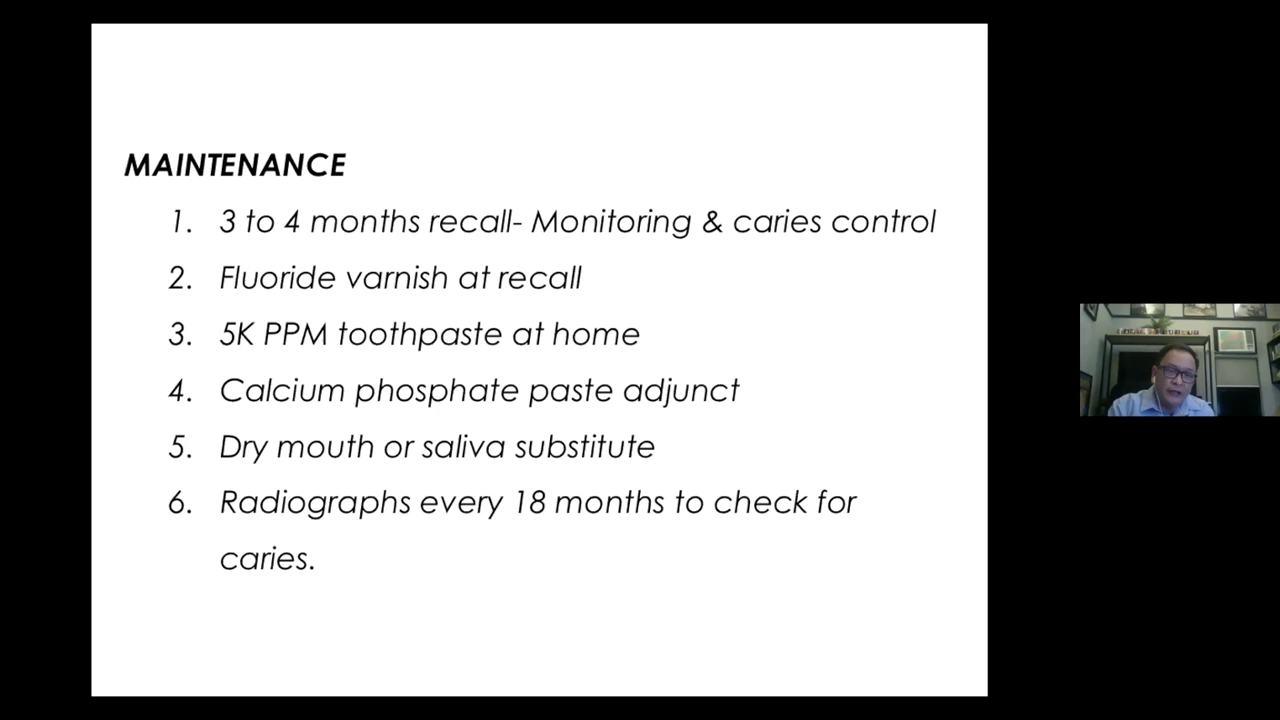 MAINTENANCE
1. 3 to 4 months recall- Monitoring & caries control
2. Fluoride varnish at recall
3. 5K PPM toothpaste at home
4. Calcium phosphate paste adjunct
5. Dry mouth or saliva substitute
6. Radiographs every 18 months to check for
caries.